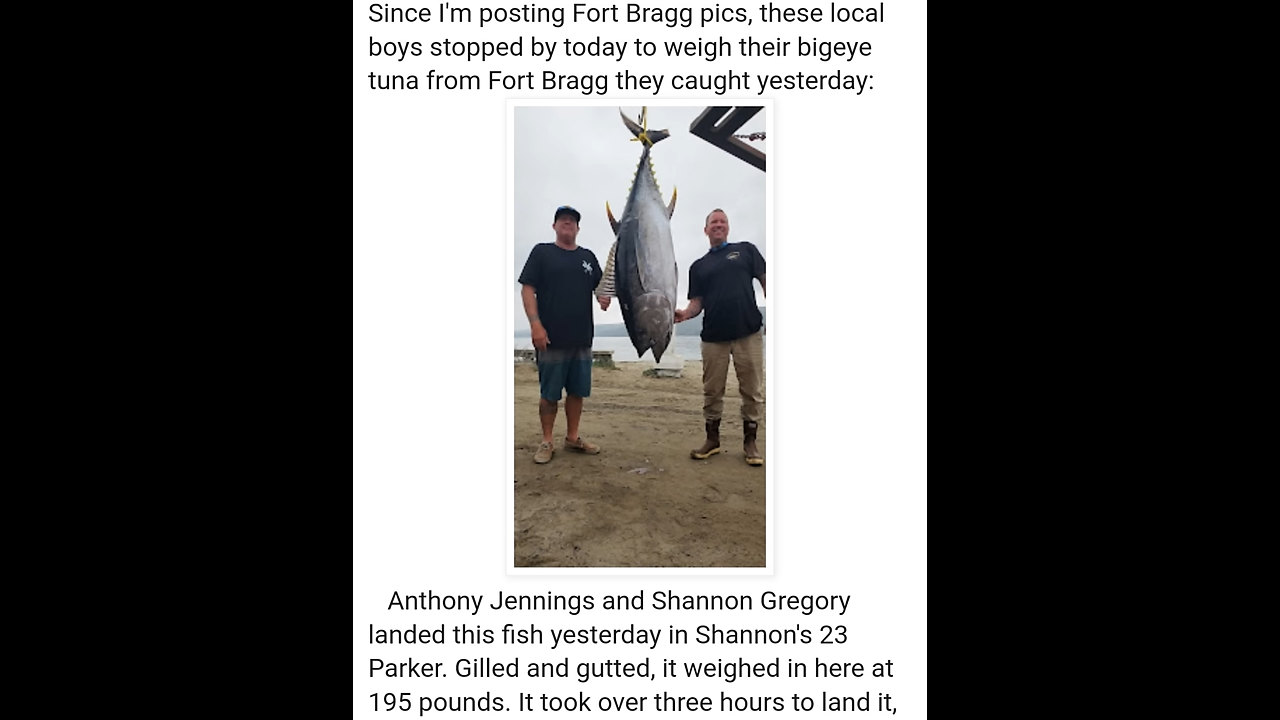 Since I'm posting Fort Bragg pics, these local
boys stopped by today to weigh their bigeye
tuna from Fort Bragg they caught yesterday:
Anthony Jennings and Shannon Gregory
landed this fish yesterday in Shannon's 23
Parker. Gilled and gutted, it weighed in here at
195 pounds. It took over three hours to land it,